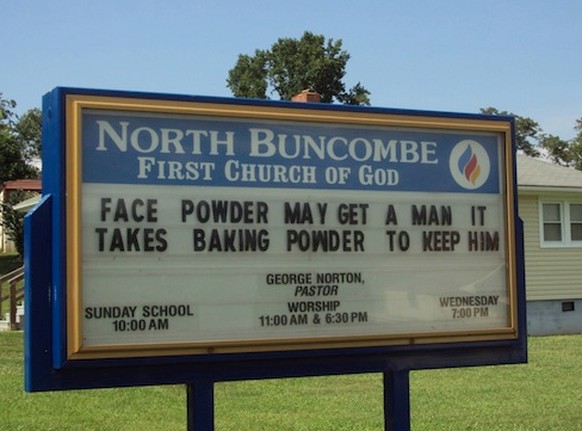 NORTH BUNCOMBE
FIRST CHURCH OF GOD
FACE POWDER MAY GET A MAN IT
TAKES BAKING POWDER TO KEEP HIM
GEORGE NORTON,
PASTOR
SUNDAY SCHOOL
10:00 AM
WORSHIP
11:00 AM & 6:30 PM
WEDNESDAY
7:00 PM